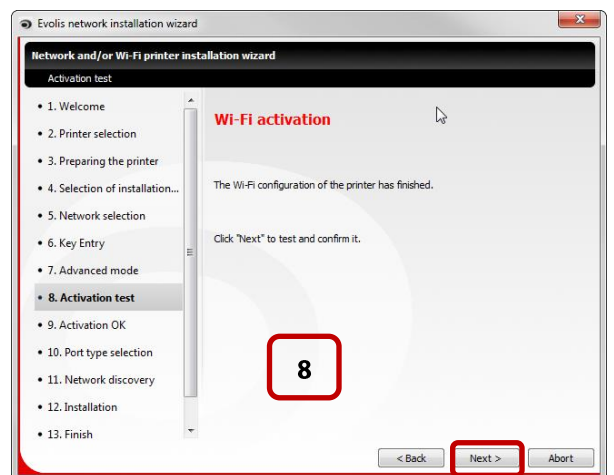 Evolis network installation wizard
Network and/or Wi-Fi printer installation wizard
Activation test
• 1. Welcome
• 2. Printer selection
• 3. Preparing the printer
• 4. Selection of installation...
• 5. Network selection
• 6. Key Entry
• 7. Advanced mode
• 8. Activation test
• 9. Activation OK
• 10. Port type selection
• 11. Network discovery
• 12. Installation
• 13. Finish
Wi-Fi activation
The Wi-Fi configuration of the printer has finished.
Click "Next" to test and confirm it.
8
< Back Next > Abort